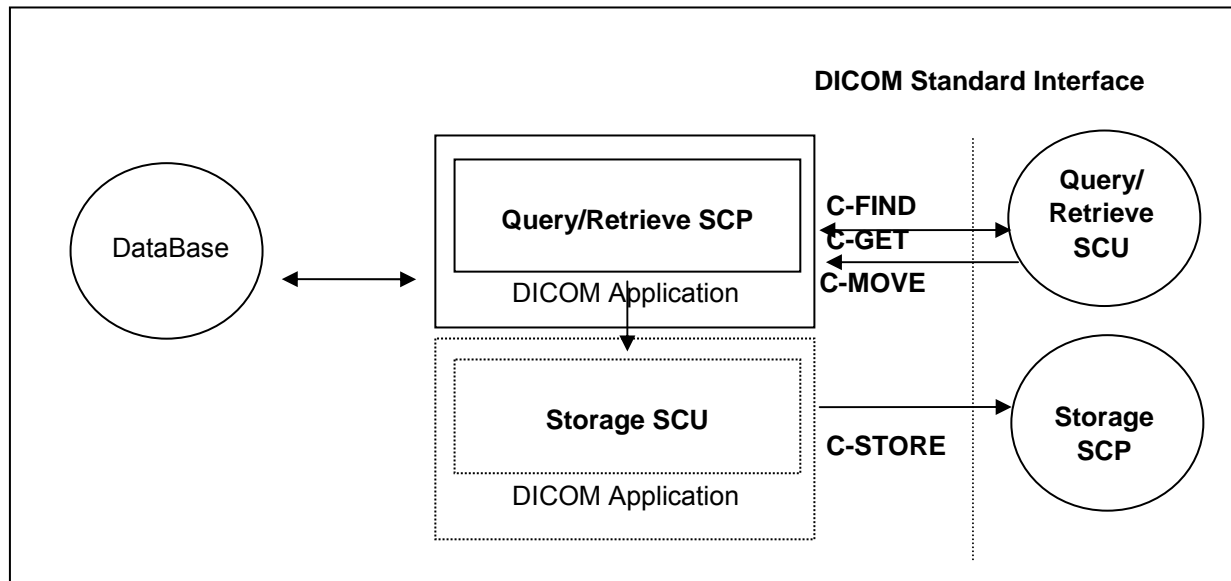 DICOM Standard Interface
DataBase
Query/Retrieve SCP
DICOM Application
C-FIND
C-GET
C-MOVE
Query/
Retrieve
SCU
Storage SCU
DICOM Application
C-STORE
Storage
SCP